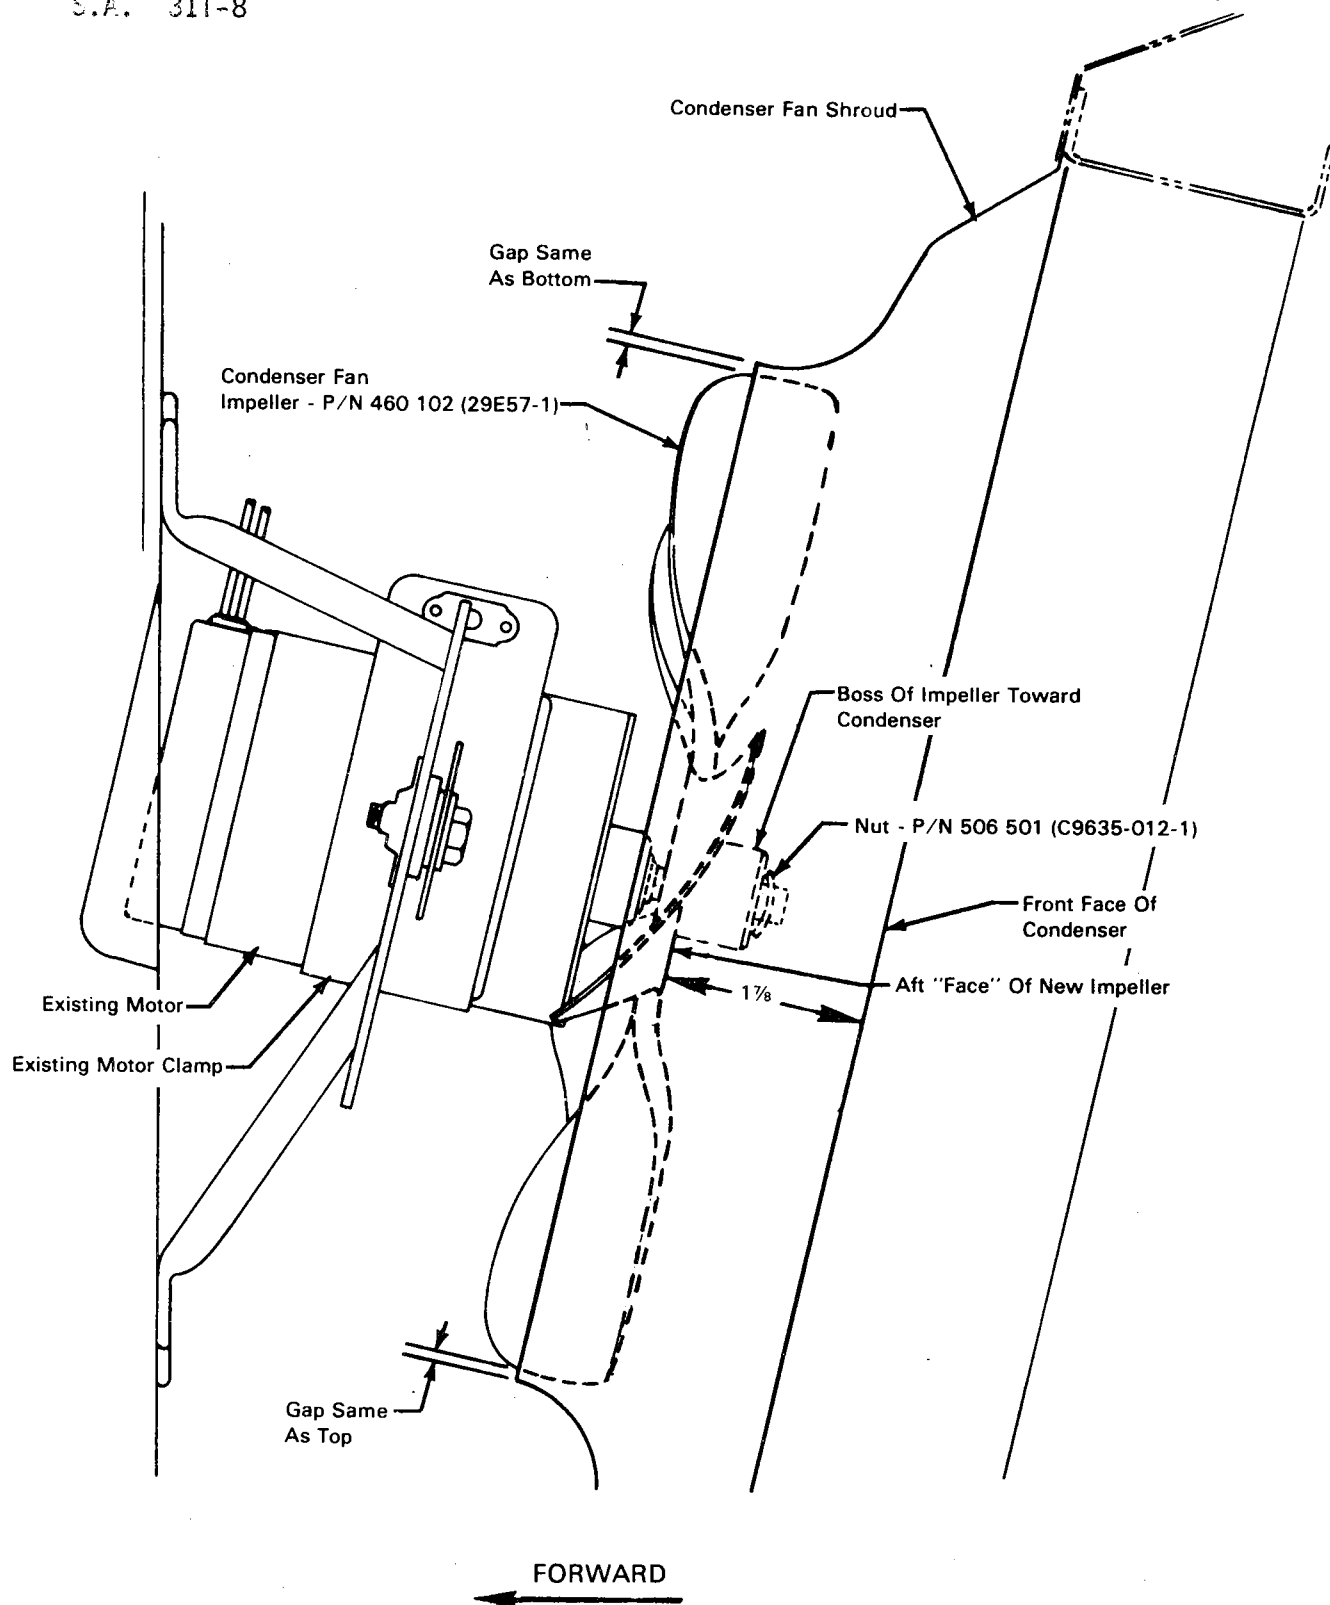 S.A. 31T-8
Condenser Fan Shroud
Gap Same
As Bottom
Condenser Fan
Impeller - P/N 460 102 (29E57-1)
Boss Of Impeller Toward
Condenser
Nut - P/N 506 501 (C9635-012-1)
Front Face Of
Condenser
Aft "Face" Of New Impeller
1⅞
Existing Motor
Existing Motor Clamp
Gap Same
As Top
FORWARD